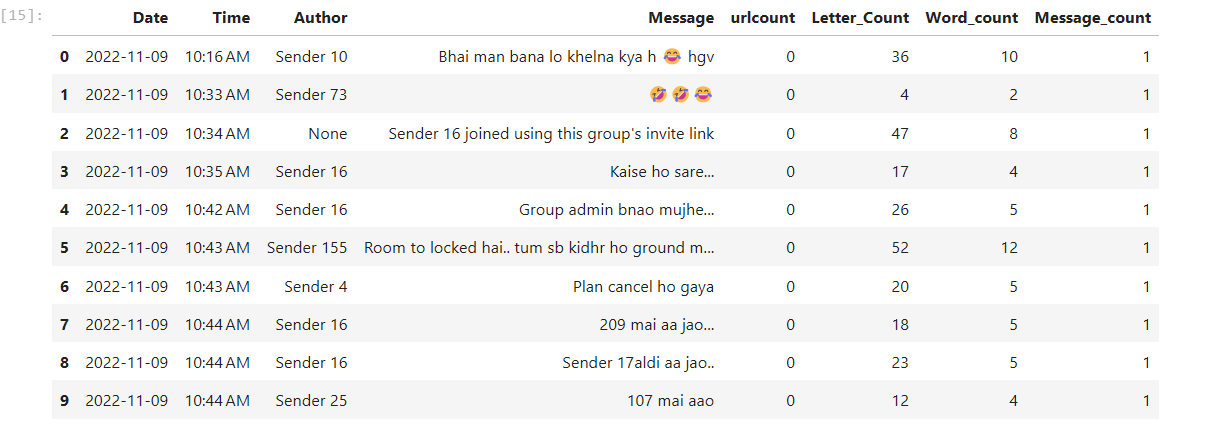 [15]:
Date Time Author Message urlcount Letter_Count Word_count Message_count
0 2022-11-09 10:16 AM Sender 10 Bhai man bana lo khelna kya h 😂 hgv 0 36 10 1
1 2022-11-09 10:33 AM Sender 73 🤣🤣😂 0 4 2 1
2 2022-11-09 10:34 AM None Sender 16 joined using this group's invite link 0 47 8 1
3 2022-11-09 10:35 AM Sender 16 Kaise ho sare... 0 17 4 1
4 2022-11-09 10:42 AM Sender 16 Group admin bnao mujhe... 0 26 5 1
5 2022-11-09 10:43 AM Sender 155 Room to locked hai.. tum sb kidhr ho ground m... 0 52 12 1
6 2022-11-09 10:43 AM Sender 4 Plan cancel ho gaya 0 20 5 1
7 2022-11-09 10:44 AM Sender 16 209 mai aa jao... 0 18 5 1
8 2022-11-09 10:44 AM Sender 16 Sender 17aldi aa jao.. 0 23 5 1
9 2022-11-09 10:44 AM Sender 25 107 mai aao 0 12 4 1